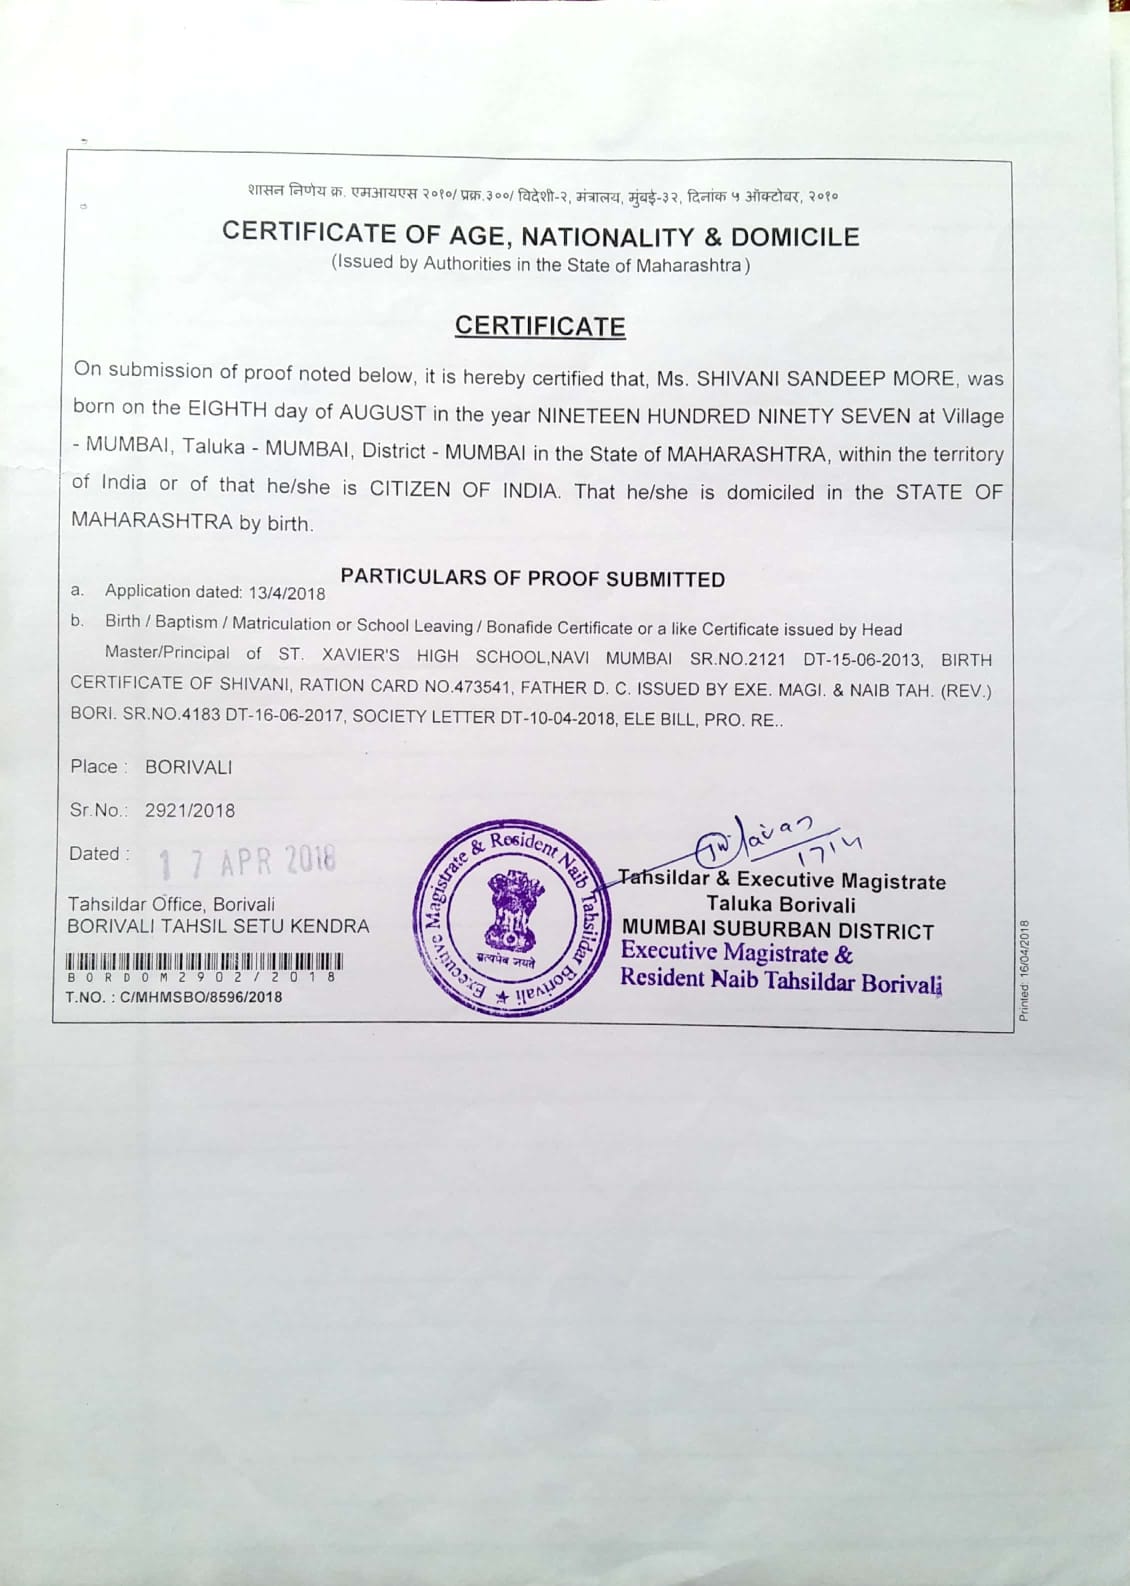 शासन निर्णय क्र. एमआयएस २०१०/ प्रक्र.३००/ विदेशी-२, मंत्रालय, मुंबई-३२, दिनांक ५ ऑक्टोबर, २०१०
CERTIFICATE OF AGE, NATIONALITY & DOMICILE
(Issued by Authorities in the State of Maharashtra)
CERTIFICATE
On submission of proof noted below, it is hereby certified that, Ms. SHIVANI SANDEEP MORE, was
born on the EIGHTH day of AUGUST in the year NINETEEN HUNDRED NINETY SEVEN at Village
- MUMBAI, Taluka - MUMBAI, District - MUMBAI in the State of MAHARASHTRA, within the territory
of India or of that he/she is CITIZEN OF INDIA. That he/she is domiciled in the STATE OF
MAHARASHTRA by birth.
PARTICULARS OF PROOF SUBMITTED
a. Application dated: 13/4/2018
b. Birth / Baptism / Matriculation or School Leaving / Bonafide Certificate or a like Certificate issued by Head
Master/Principal of ST. XAVIER'S HIGH SCHOOL,NAVI MUMBAI SR.NO.2121 DT-15-06-2013, BIRTH
CERTIFICATE OF SHIVANI, RATION CARD NO.473541, FATHER D. C. ISSUED BY EXE. MAGI. & NAIB TAH. (REV.)
BORI. SR.NO.4183 DT-16-06-2017, SOCIETY LETTER DT-10-04-2018, ELE BILL, PRO. RE..
Place : BORIVALI
Sr.No.: 2921/2018
Dated : 17 APR 2018
Tahsildar Office, Borivali
BORIVALI TAHSIL SETU KENDRA
BORDOM2902/2018
T.NO. : C/MHMSBO/8596/2018
Executive Magistrate & Resident Naib Tahsildar Borivali
सत्यमेव जयते
17/4
Tahsildar & Executive Magistrate
Taluka Borivali
MUMBAI SUBURBAN DISTRICT
Executive Magistrate &
Resident Naib Tahsildar Borivali
Printed: 16/04/2018